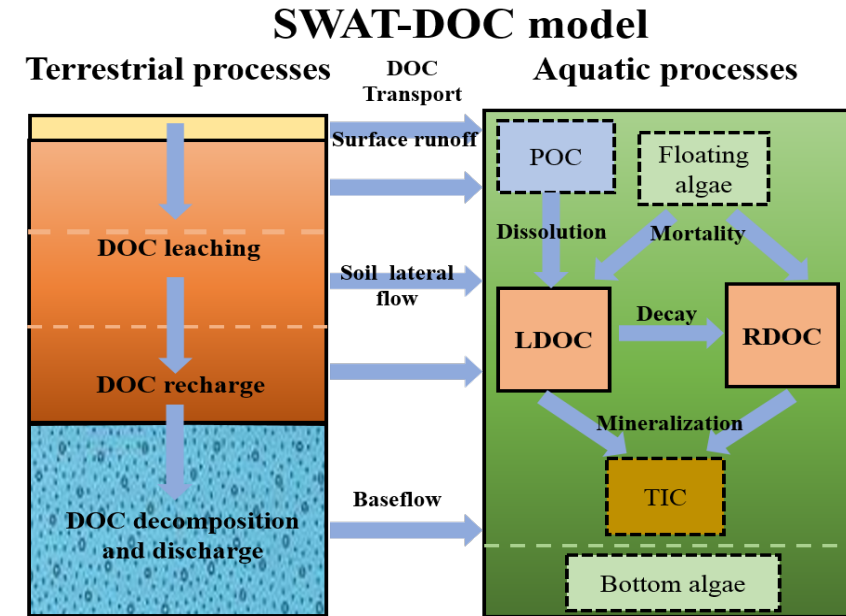 SWAT-DOC model
Terrestrial processes
DOC
Transport
Aquatic processes
Surface runoff
POC
Floating
algae
Dissolution
Mortality
DOC leaching
Soil lateral
flow
LDOC
Decay
RDOC
DOC recharge
Mineralization
TIC
Baseflow
DOC decomposition
and discharge
Bottom algae